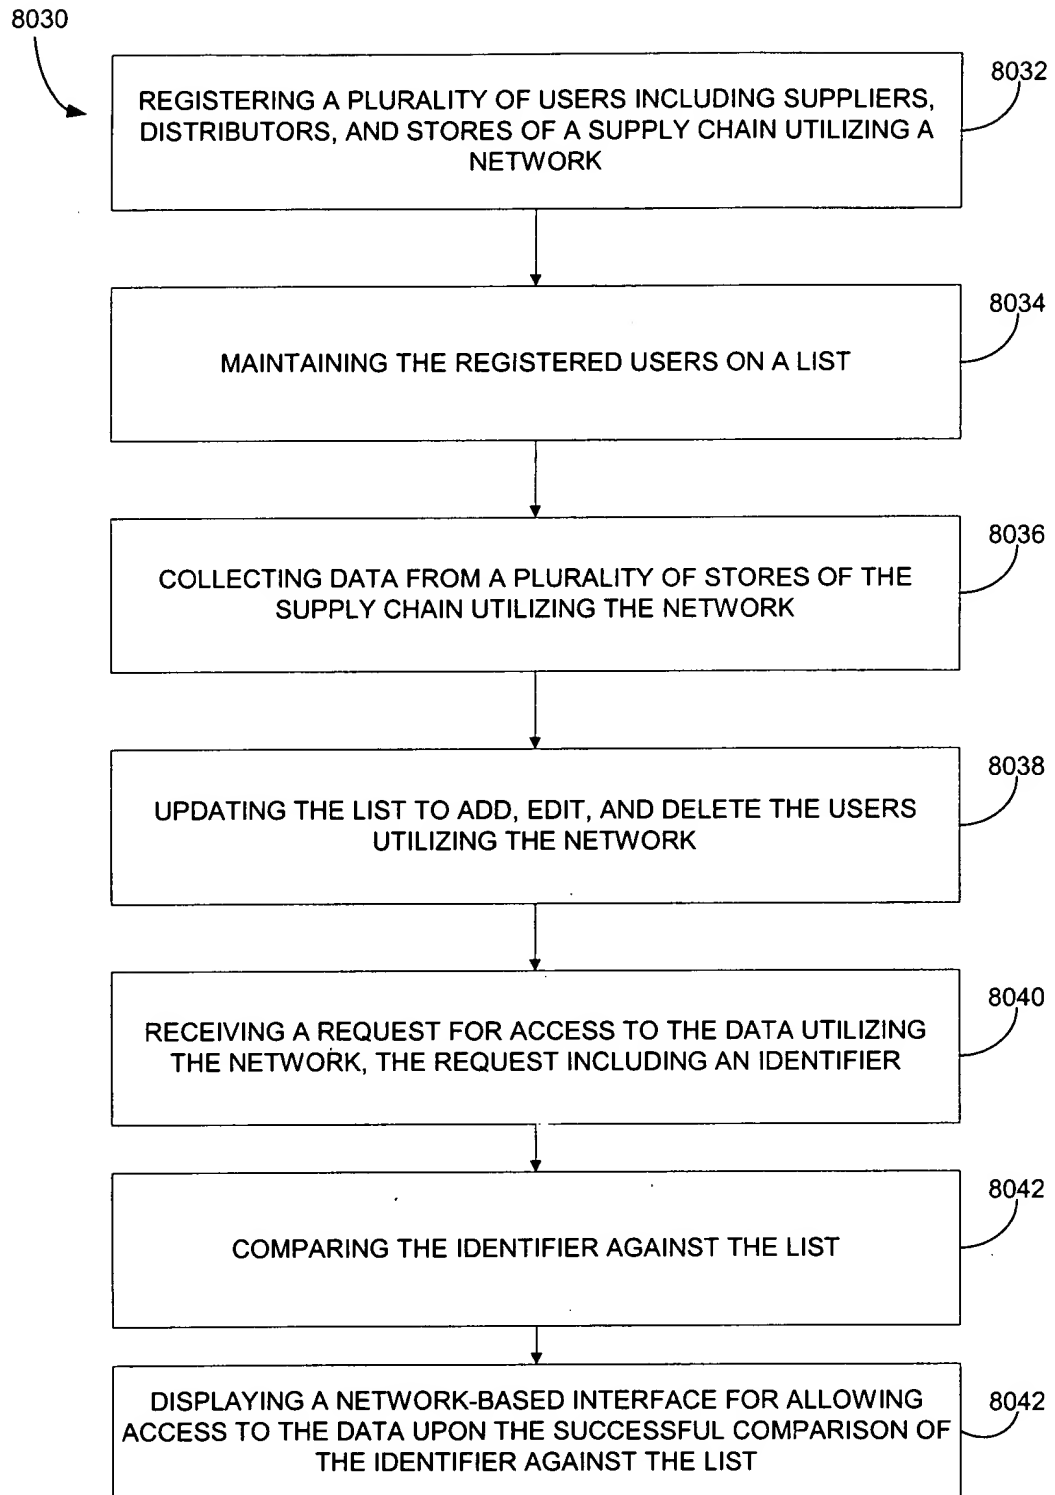 8030
8032
REGISTERING A PLURALITY OF USERS INCLUDING SUPPLIERS,
DISTRIBUTORS, AND STORES OF A SUPPLY CHAIN UTILIZING A
NETWORK
8034
MAINTAINING THE REGISTERED USERS ON A LIST
8036
COLLECTING DATA FROM A PLURALITY OF STORES OF THE
SUPPLY CHAIN UTILIZING THE NETWORK
8038
UPDATING THE LIST TO ADD, EDIT, AND DELETE THE USERS
UTILIZING THE NETWORK
8040
RECEIVING A REQUEST FOR ACCESS TO THE DATA UTILIZING
THE NETWORK, THE REQUEST INCLUDING AN IDENTIFIER
8042
COMPARING THE IDENTIFIER AGAINST THE LIST
8042
DISPLAYING A NETWORK-BASED INTERFACE FOR ALLOWING
ACCESS TO THE DATA UPON THE SUCCESSFUL COMPARISON OF
THE IDENTIFIER AGAINST THE LIST